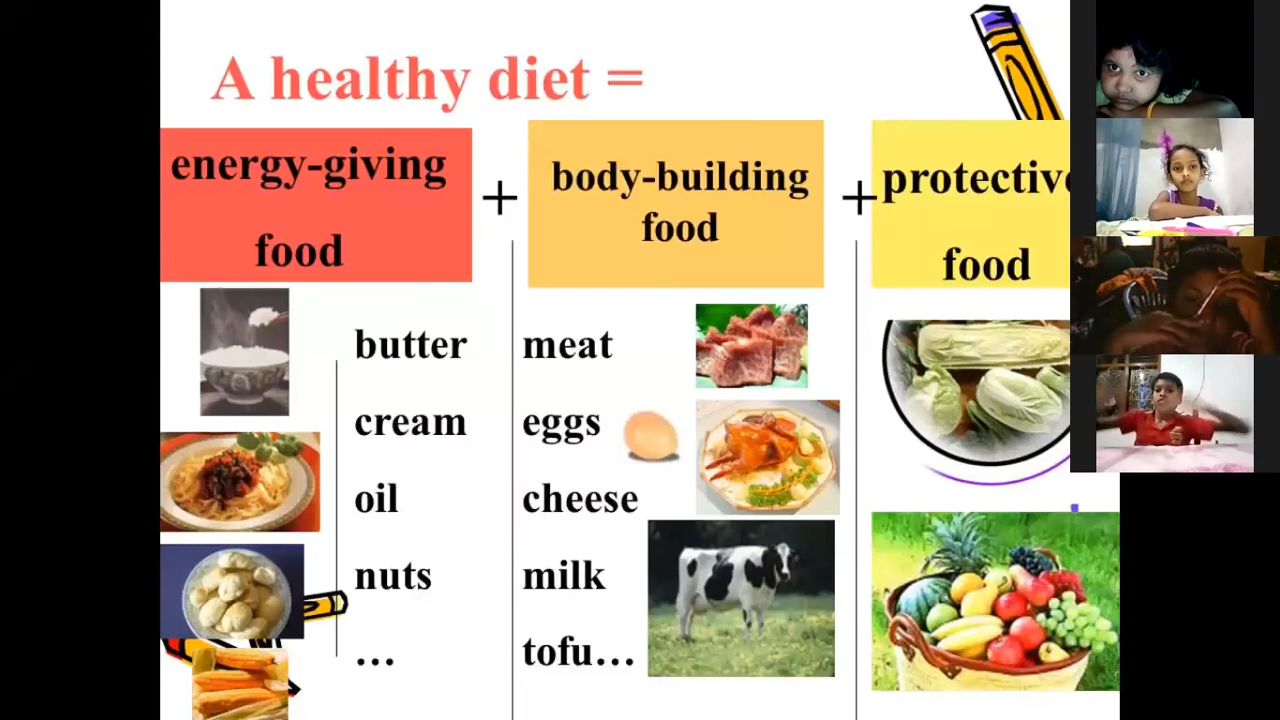 A healthy diet =
energy-giving
food
+
body-building
food
+
protective
food
butter
cream
oil
nuts
…
meat
eggs
cheese
milk
tofu…